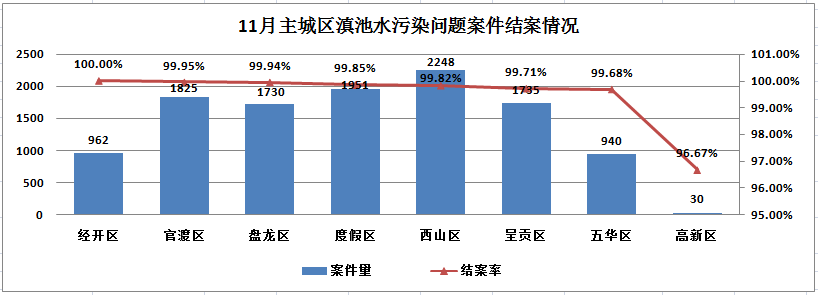 11月主城区滇池水污染问题案件结案情况
2500 101.00%
100.00% 99.95% 99.94% 99.85% 2248 99.71% 99.68%
2000 1825 1730 1951 99.82% 1735 100.00%
1500 99.00%
962 940 96.67% 98.00%
1000 97.00%
500 30 96.00%
0 95.00%
经开区 官渡区 盘龙区 度假区 西山区 呈贡区 五华区 高新区
案件量 结案率